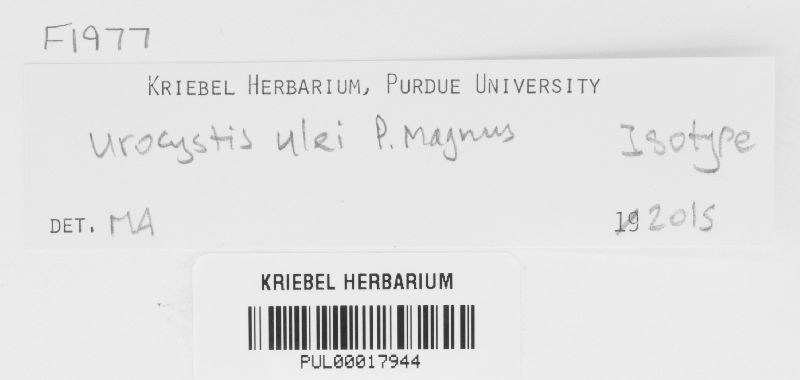 F1977
KRIEBEL HERBARIUM, PURDUE UNIVERSITY
Urocystis ulei P. Magnus Isotype
DET. MA 19 2015
KRIEBEL HERBARIUM
PUL00017944